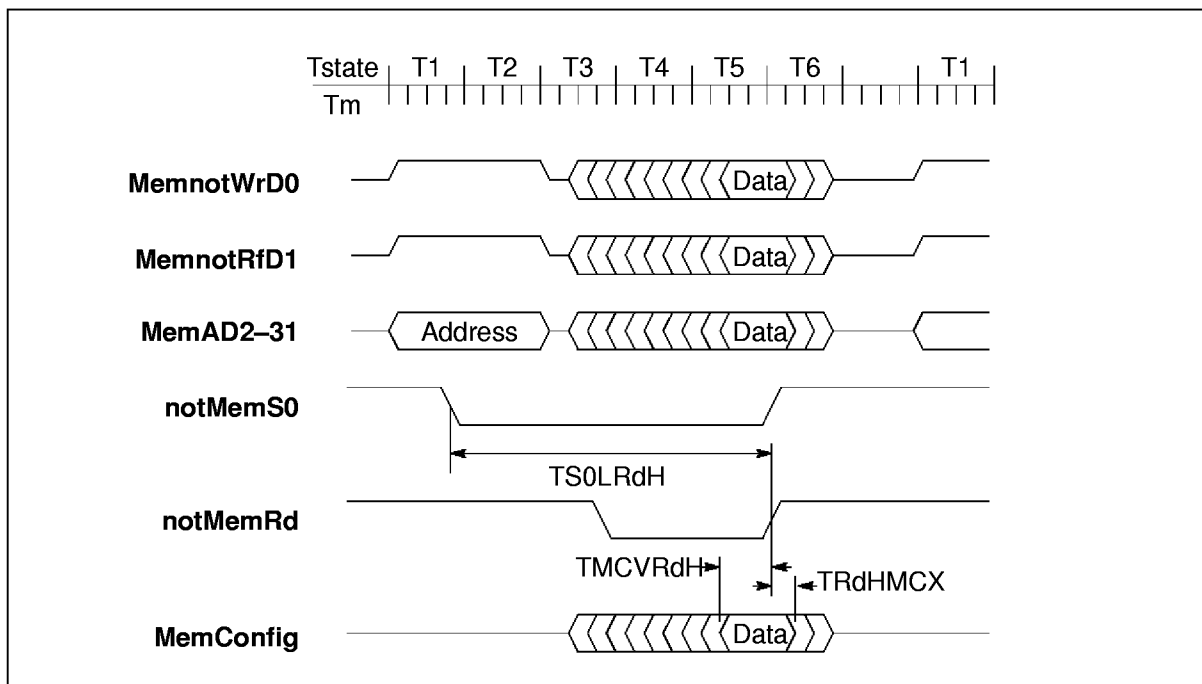 Tstate T1 T2 T3 T4 T5 T6 T1
Tm
MemnotWrD0 Data
MemnotRfD1 Data
MemAD2–31 Address Data
notMemS0
TS0LRdH
notMemRd
TMCVRdH TRdHMCX
MemConfig Data